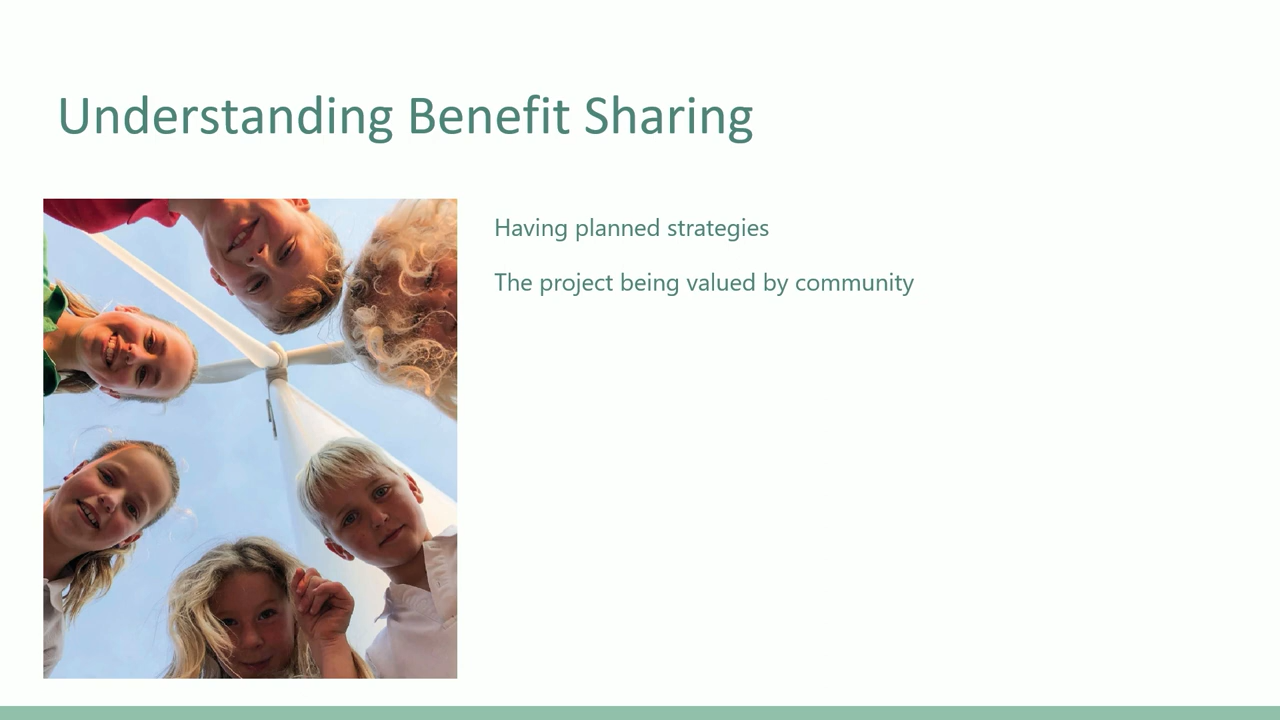 Understanding Benefit Sharing
Having planned strategies
The project being valued by community